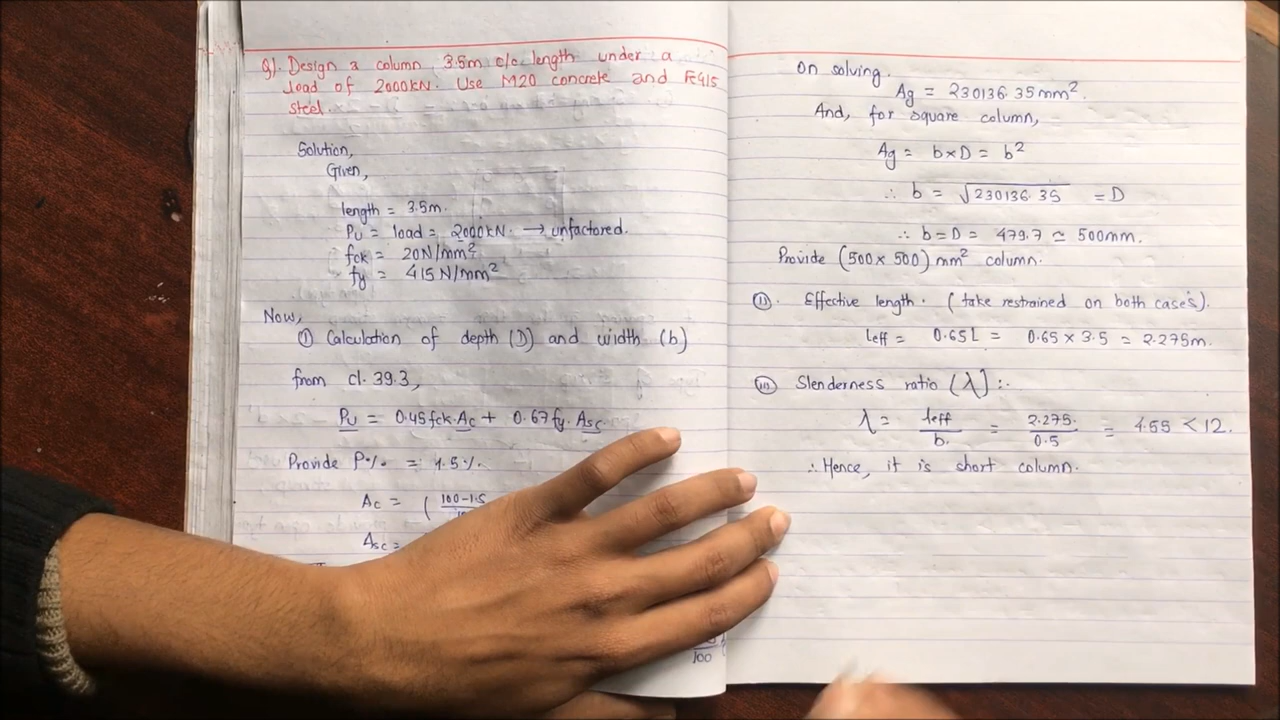 Q1. Design a column 3.5m c/c length under a
load of 2000kN. Use M20 concrete and Fe415
steel.
Solution,
Given,
length = 3.5m.
Pu = load = 2000kN. → unfactored.
fck = 20N/mm²
fy = 415 N/mm²
Now,
① Calculation of depth (D) and width (b)
from cl. 39.3,
Pu = 0.45fck.Ac + 0.67fy.Asc
Provide P% = 1.5%.
Ac = ( 100-1.5
Asc =
100
On solving.
Ag = 230136.35mm².
And, for square column,
Ag = b×D = b²
∴ b = √230136.35 = D
∴ b=D = 479.7 ≃ 500mm.
Provide (500×500) mm² column.
ⓘⓘ. Effective length. (take restrained on both cases).
leff = 0.65L = 0.65×3.5 = 2.275m.
ⓘⓘⓘ Slenderness ratio (λ) :-
λ = leff/b. = 2.275./0.5 = 4.55 < 12.
∴ Hence, it is short column.